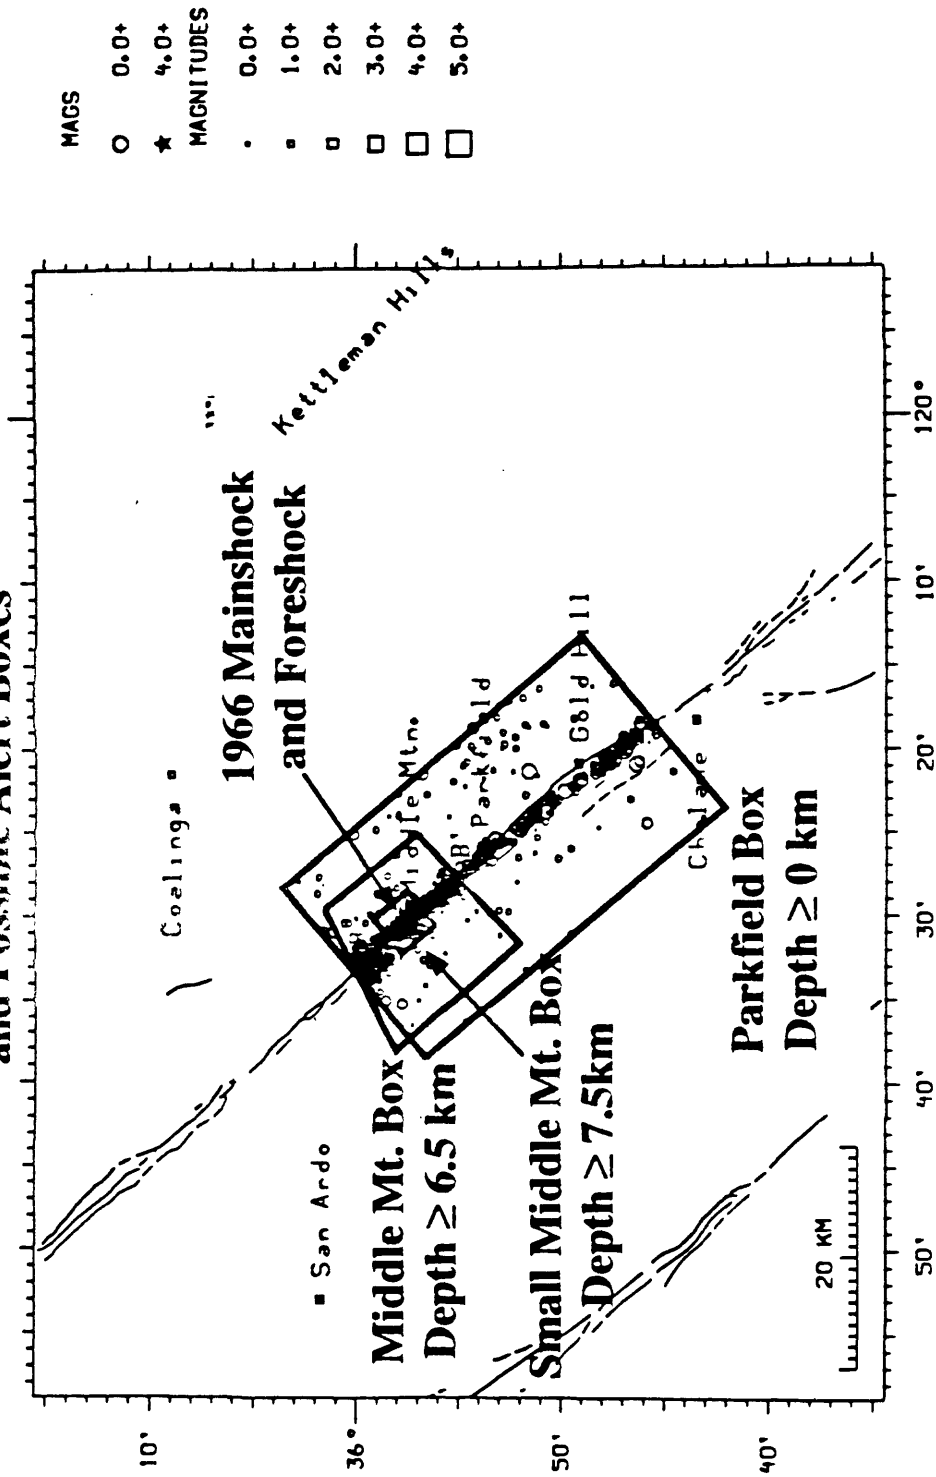 and Possible Alert Boxes
MAGS
0.0+
4.0+
MAGNITUDES
0.0+
1.0+
2.0+
3.0+
4.0+
5.0+
Coalinga
Kettleman Hills
1966 Mainshock
and Foreshock
San Ardo
Middle Mtn.
Parkfield
B'
Gold Hill
Cholame
Middle Mt. Box
Depth ≥ 6.5 km
Small Middle Mt. Box
Depth ≥ 7.5km
Parkfield Box
Depth ≥ 0 km
20 KM
10'
36°
50'
40'
50'
40'
30'
20'
10'
120°